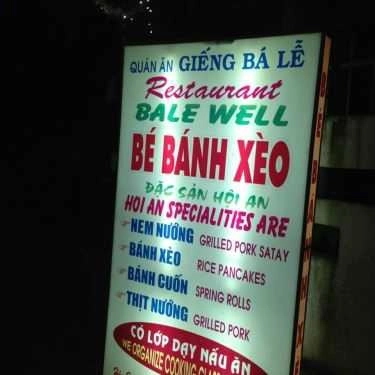 QUÁN ĂN GIẾNG BÁ LỄ
Restaurant
BALE WELL
BÉ BÁNH XÈO
ĐẶC SẢN HỘI AN
HOI AN SPECIALITIES ARE
NEM NƯỚNG GRILLED PORK SATAY
BÁNH XÈO RICE PANCAKES
BÁNH CUỐN SPRING ROLLS
THỊT NƯỚNG GRILLED PORK
CÓ LỚP DẠY NẤU ĂN
WE ORGANIZE COOKING